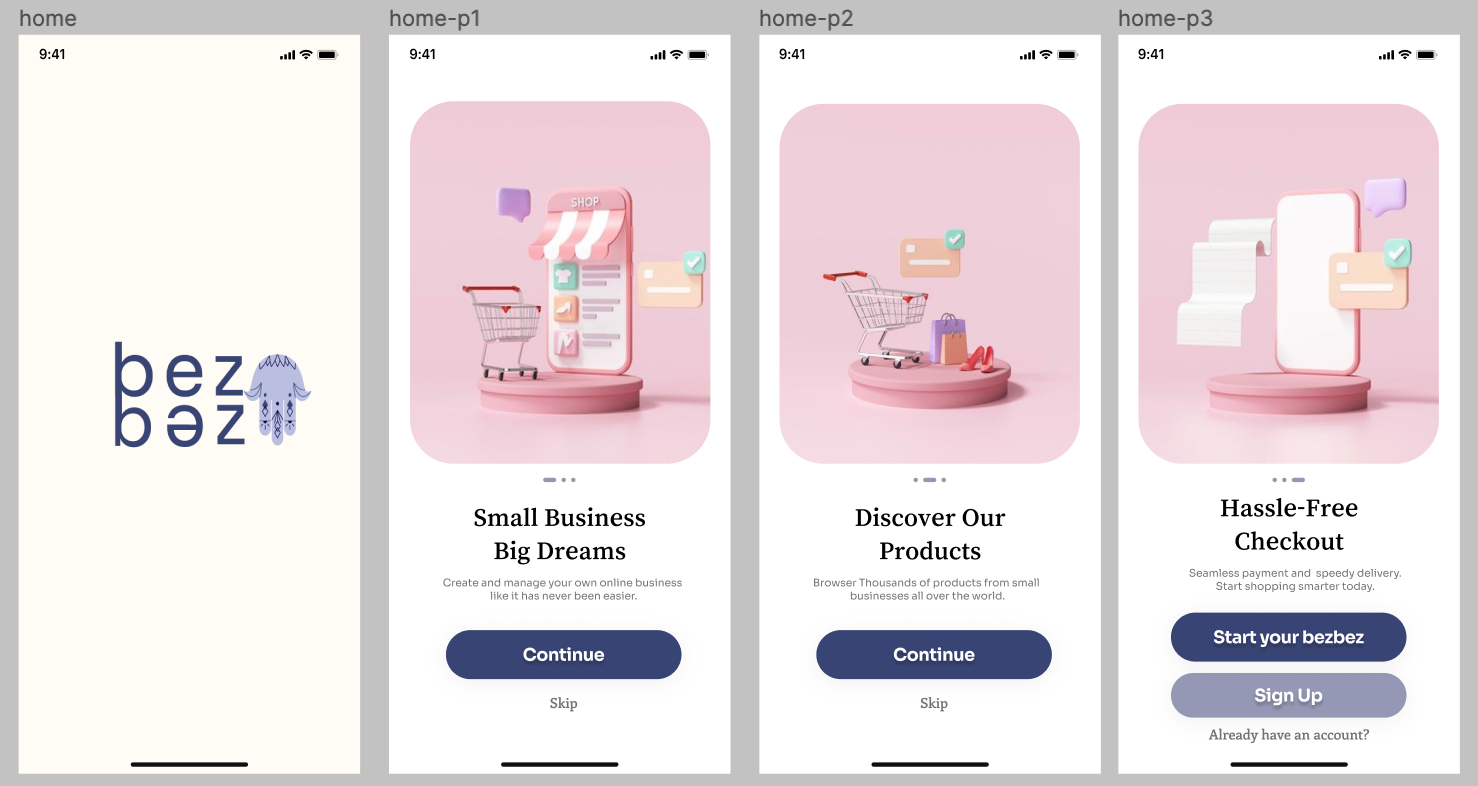 home
9:41
bez
bəz
home-p1
9:41
SHOP
Small Business
Big Dreams
Create and manage your own online business
like it has never been easier.
Continue
Skip
home-p2
9:41
Discover Our
Products
Browser Thousands of products from small
businesses all over the world.
Continue
Skip
home-p3
9:41
Hassle-Free
Checkout
Seamless payment and  speedy delivery.
Start shopping smarter today.
Start your bezbez
Sign Up
Already have an account?